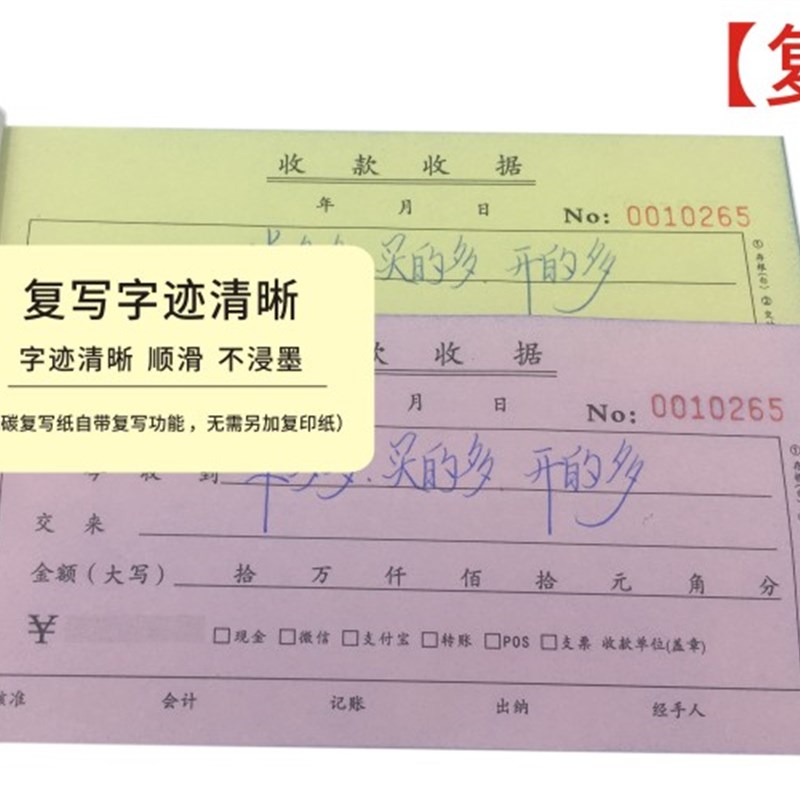 【复
收 款 收 据
年 月 日 No: 0010265
买的多 开的多
复写字迹清晰
字迹清晰 顺滑 不浸墨
碳复写纸自带复写功能，无需另加复印纸）
款 收 据
月 日 No: 0010265
今 收 到 买的多 开的多
交 来
金额(大写) 拾 万 仟 佰 拾 元 角 分
¥ □现金 □微信 □支付宝 □转账 □POS □支票 收款单位(盖章)
核准 会计 记账 出纳 经手人